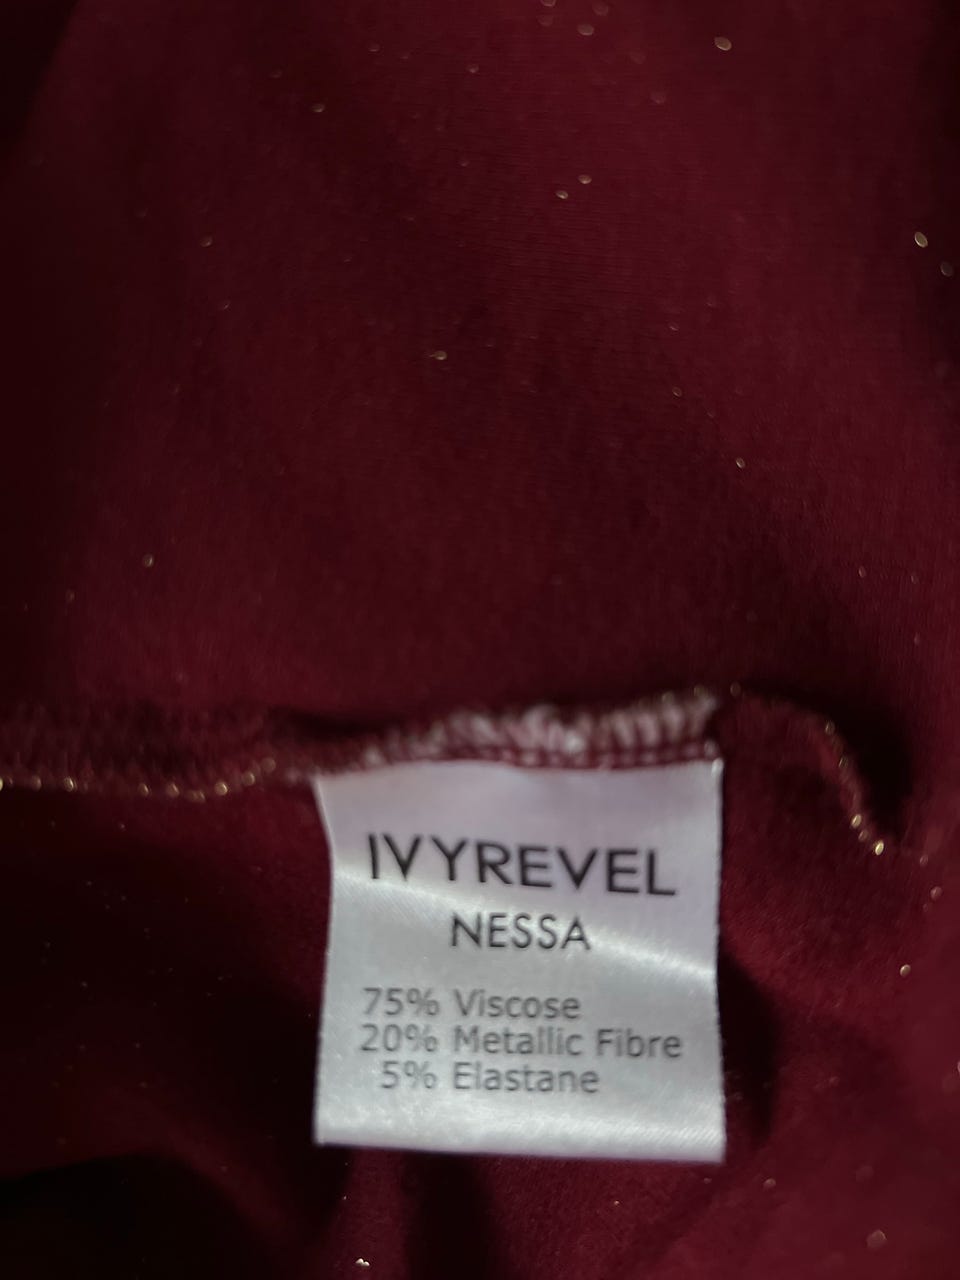 IVYREVEL
NESSA
75% Viscose
20% Metallic Fibre
5% Elastane